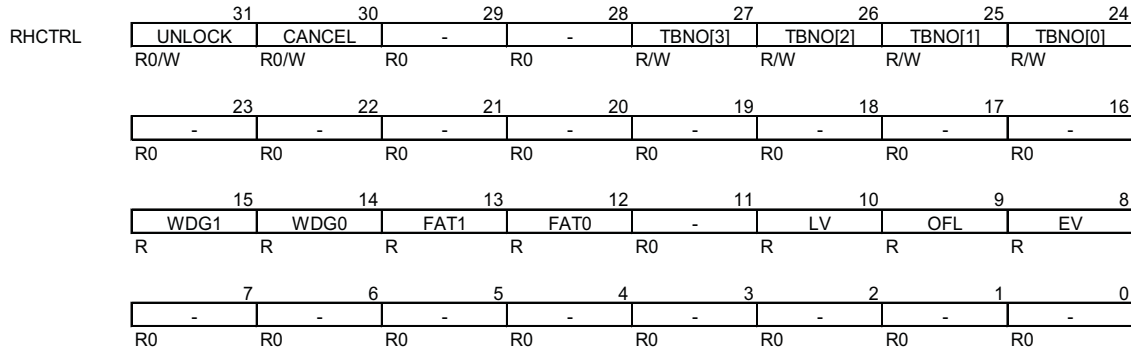 31 30 29 28 27 26 25 24
RHCTRL UNLOCK CANCEL - - TBNO[3] TBNO[2] TBNO[1] TBNO[0]
R0/W R0/W R0 R0 R/W R/W R/W R/W
23 22 21 20 19 18 17 16
- - - - - - - -
R0 R0 R0 R0 R0 R0 R0 R0
15 14 13 12 11 10 9 8
WDG1 WDG0 FAT1 FAT0 - LV OFL EV
R R R R R0 R R R
7 6 5 4 3 2 1 0
- - - - - - - -
R0 R0 R0 R0 R0 R0 R0 R0